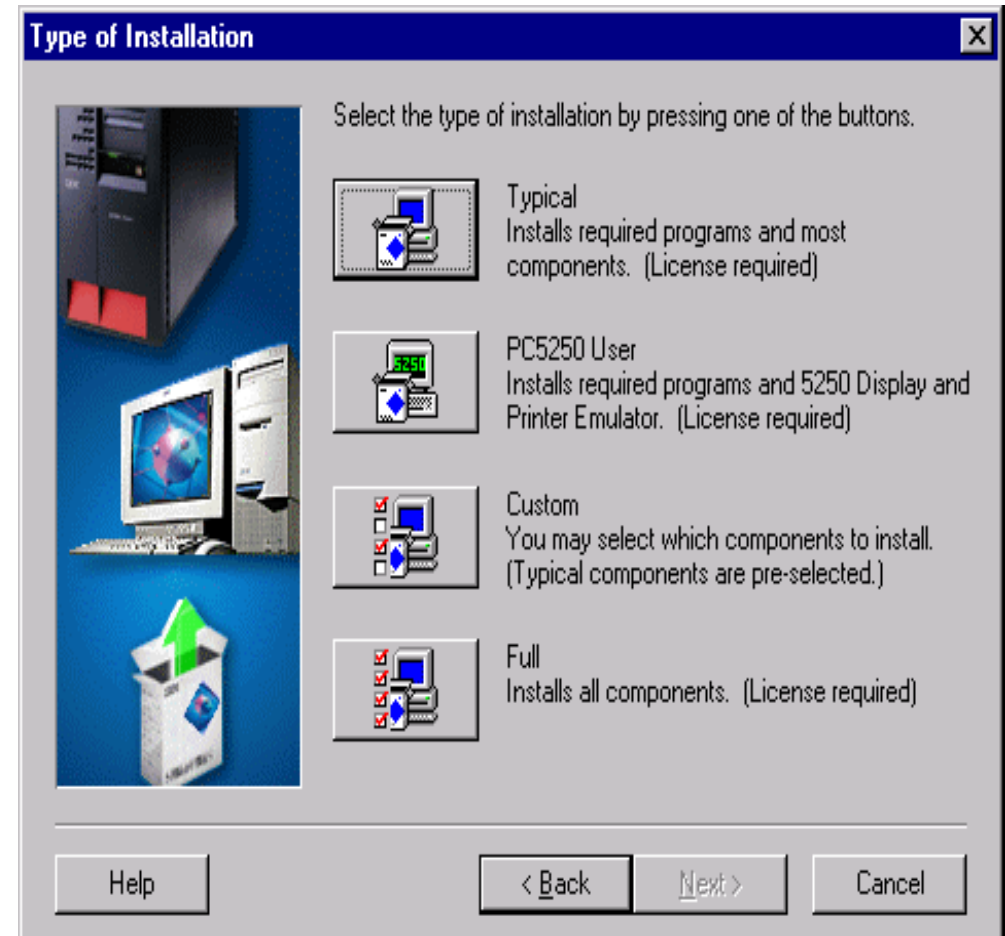 Type of Installation
Select the type of installation by pressing one of the buttons.
Typical
Installs required programs and most
components. (License required)
5250
PC5250 User
Installs required programs and 5250 Display and
Printer Emulator. (License required)
Custom
You may select which components to install.
(Typical components are pre-selected.)
Full
Installs all components. (License required)
Help
< Back
Next >
Cancel